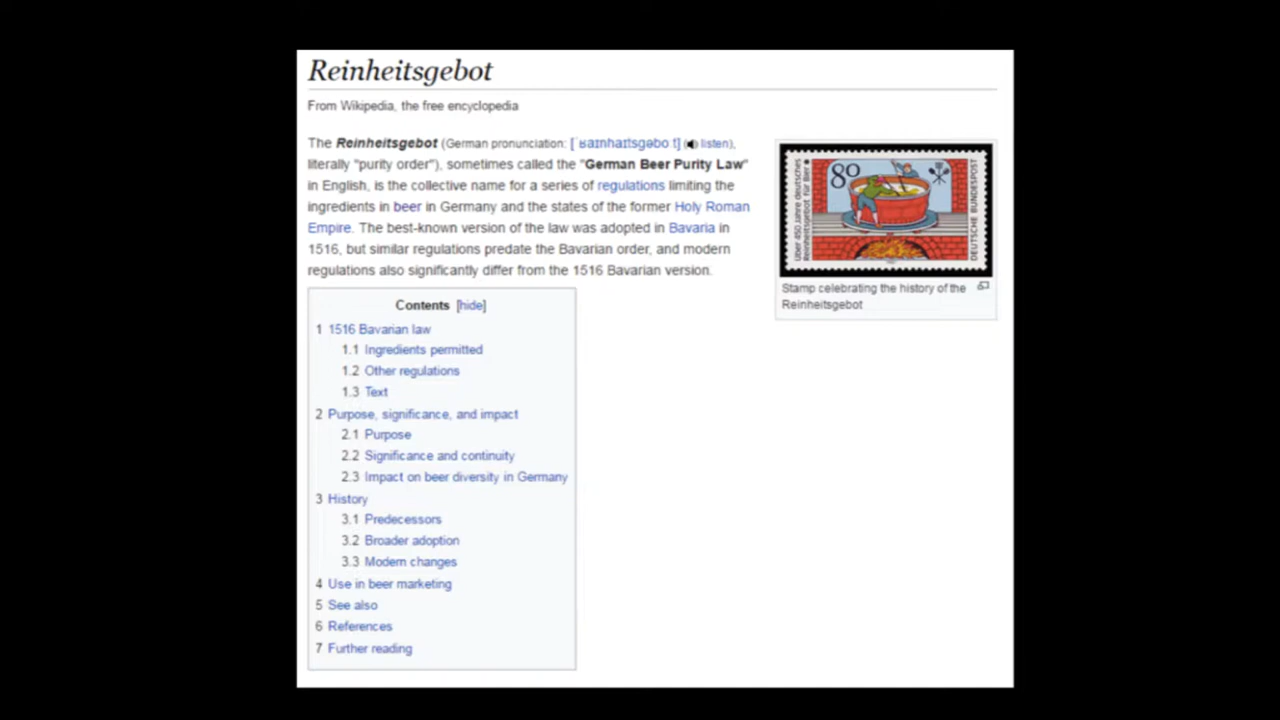 Reinheitsgebot
From Wikipedia, the free encyclopedia
The Reinheitsgebot (German pronunciation: [ˈʁaɪnhaɪtsɡəboːt] ( listen),
literally "purity order"), sometimes called the "German Beer Purity Law"
in English, is the collective name for a series of regulations limiting the
ingredients in beer in Germany and the states of the former Holy Roman
Empire. The best-known version of the law was adopted in Bavaria in
1516, but similar regulations predate the Bavarian order, and modern
regulations also significantly differ from the 1516 Bavarian version.
Über 450 Jahre deutsches
Reinheitsgebot für Bier
80
DEUTSCHE BUNDESPOST
Stamp celebrating the history of the
Reinheitsgebot
Contents [hide]
1 1516 Bavarian law
1.1 Ingredients permitted
1.2 Other regulations
1.3 Text
2 Purpose, significance, and impact
2.1 Purpose
2.2 Significance and continuity
2.3 Impact on beer diversity in Germany
3 History
3.1 Predecessors
3.2 Broader adoption
3.3 Modern changes
4 Use in beer marketing
5 See also
6 References
7 Further reading